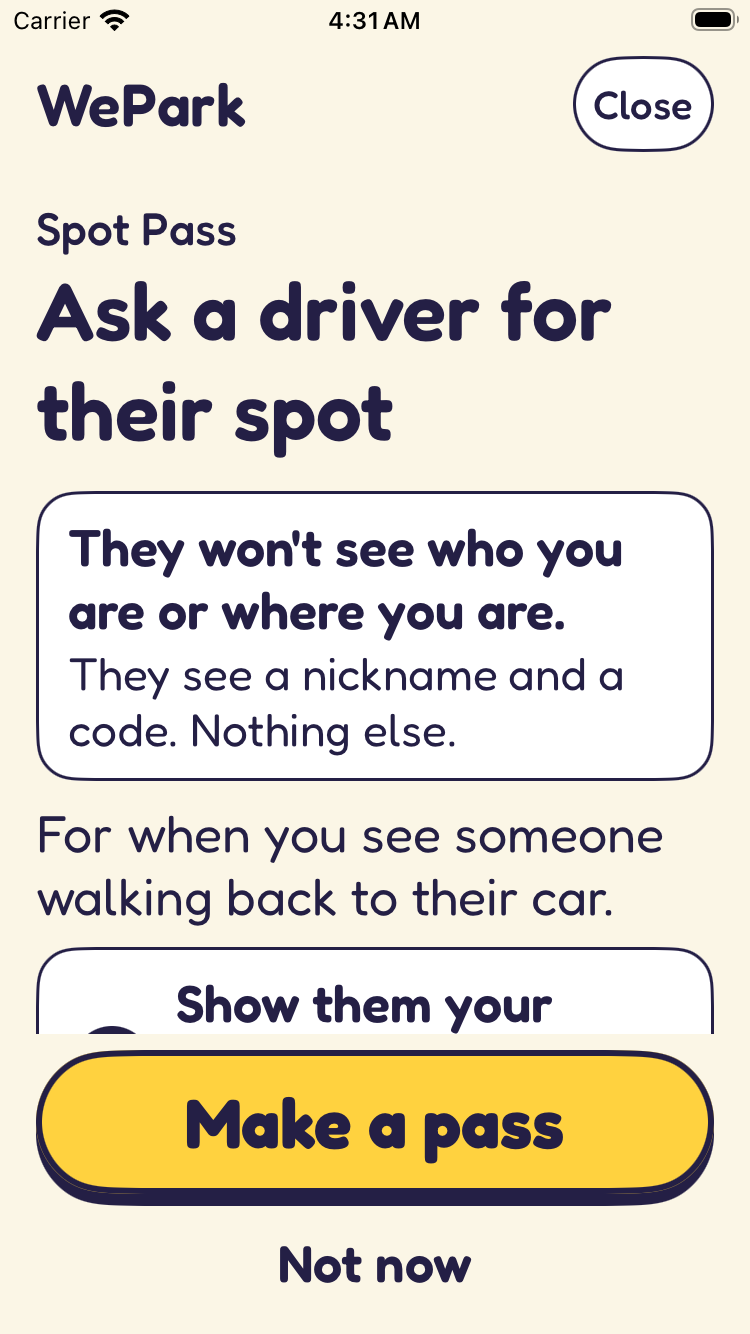 Carrier
4:31 AM
WePark
Close
Spot Pass
Ask a driver for
their spot
They won't see who you
are or where you are.
They see a nickname and a
code. Nothing else.
For when you see someone
walking back to their car.
Show them your
Make a pass
Not now